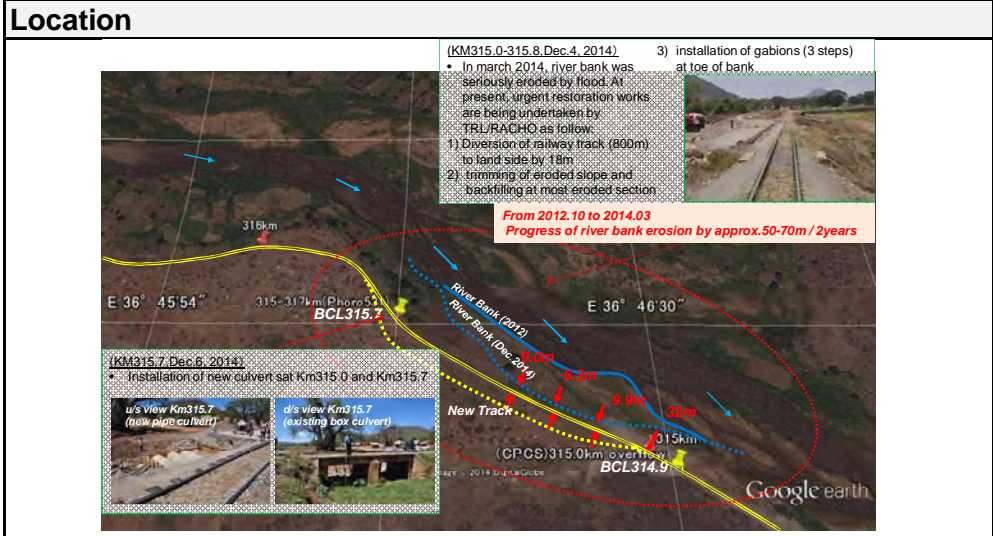 Location
(KM315.0-315.8,Dec.4, 2014)
• In march 2014, river bank was
seriously eroded by flood. At
present, urgent restoration works
are being undertaken by
TRL/RACHO as follow:
1) Diversion of railway track (800m)
to land side by 18m
2) trimming of eroded slope and
backfilling at most eroded section
3) installation of gabions (3 steps)
at toe of bank
From 2012.10 to 2014.03
Progress of river bank erosion by approx.50-70m / 2years
316km
E 36° 45'54"
315-317km(Phoro5
BCL315.7
E 36° 46'30"
River Bank (2012)
River Bank (Dec.2014)
9.0m
6.3m
9.9m
32m
New Track
315km
(CPCS)315.0km overflow
BCL314.9
age © 2014 DigitalGlobe
Google earth
(KM315.7,Dec.6, 2014)
• Installation of new culvert sat Km315.0 and Km315.7
u/s view Km315.7
(new pipe culvert)
d/s view Km315.7
(existing box culvert)